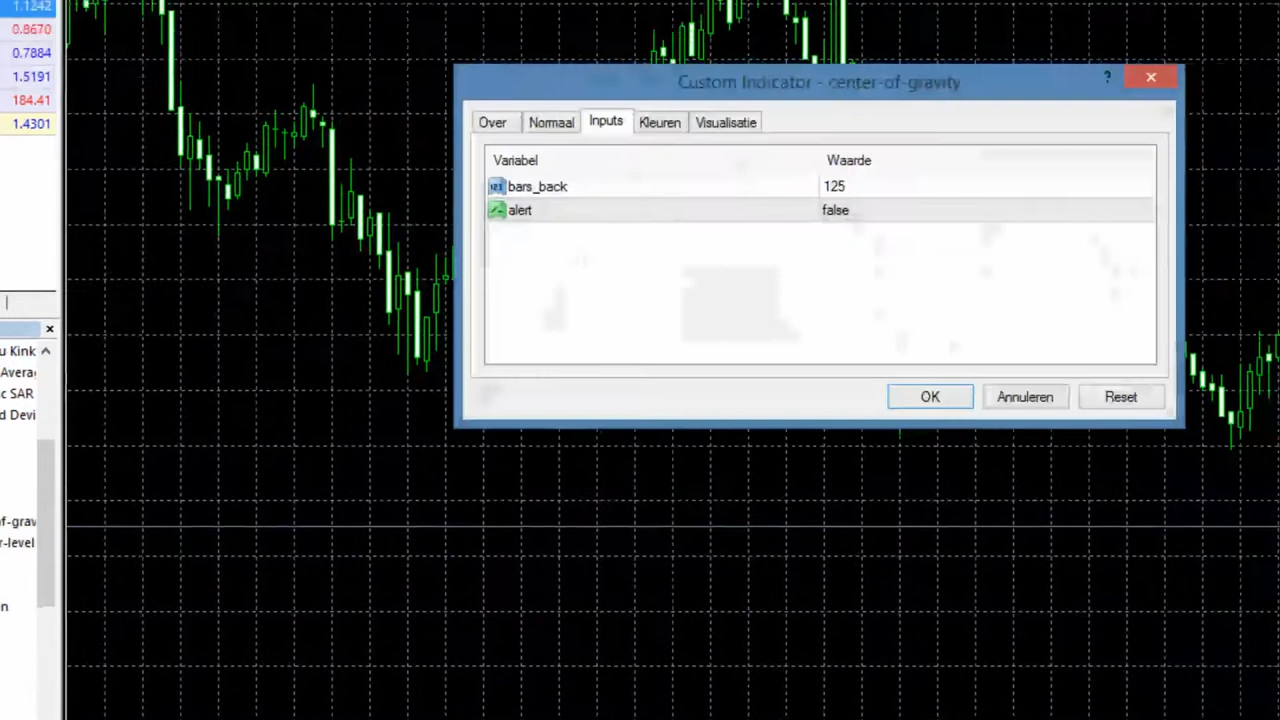 1.1242
0.8670
0.7884
1.5191
184.41
1.4301
Custom Indicator - center-of-gravity
?
Over
Normaal
Inputs
Kleuren
Visualisatie
Variabel
Waarde
bars_back
125
alert
false
OK
Annuleren
Reset
u Kink
Avera
ic SAR
d Devi
f-grav
r-level
n